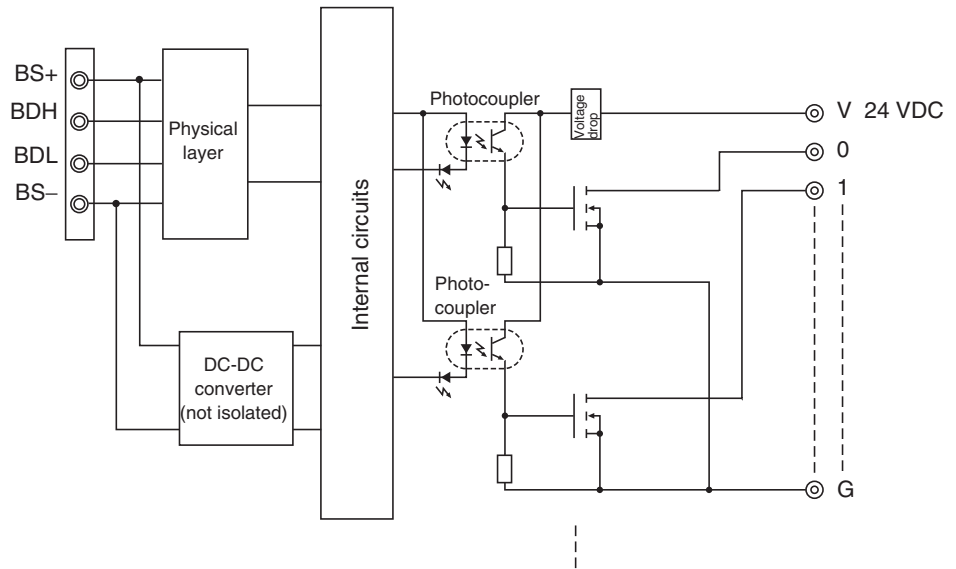 BS+
BDH
BDL
BS−
Physical
layer
DC-DC
converter
(not isolated)
Internal circuits
Photocoupler
Photo-
coupler
Voltage
drop
V 24 VDC
0
1
G